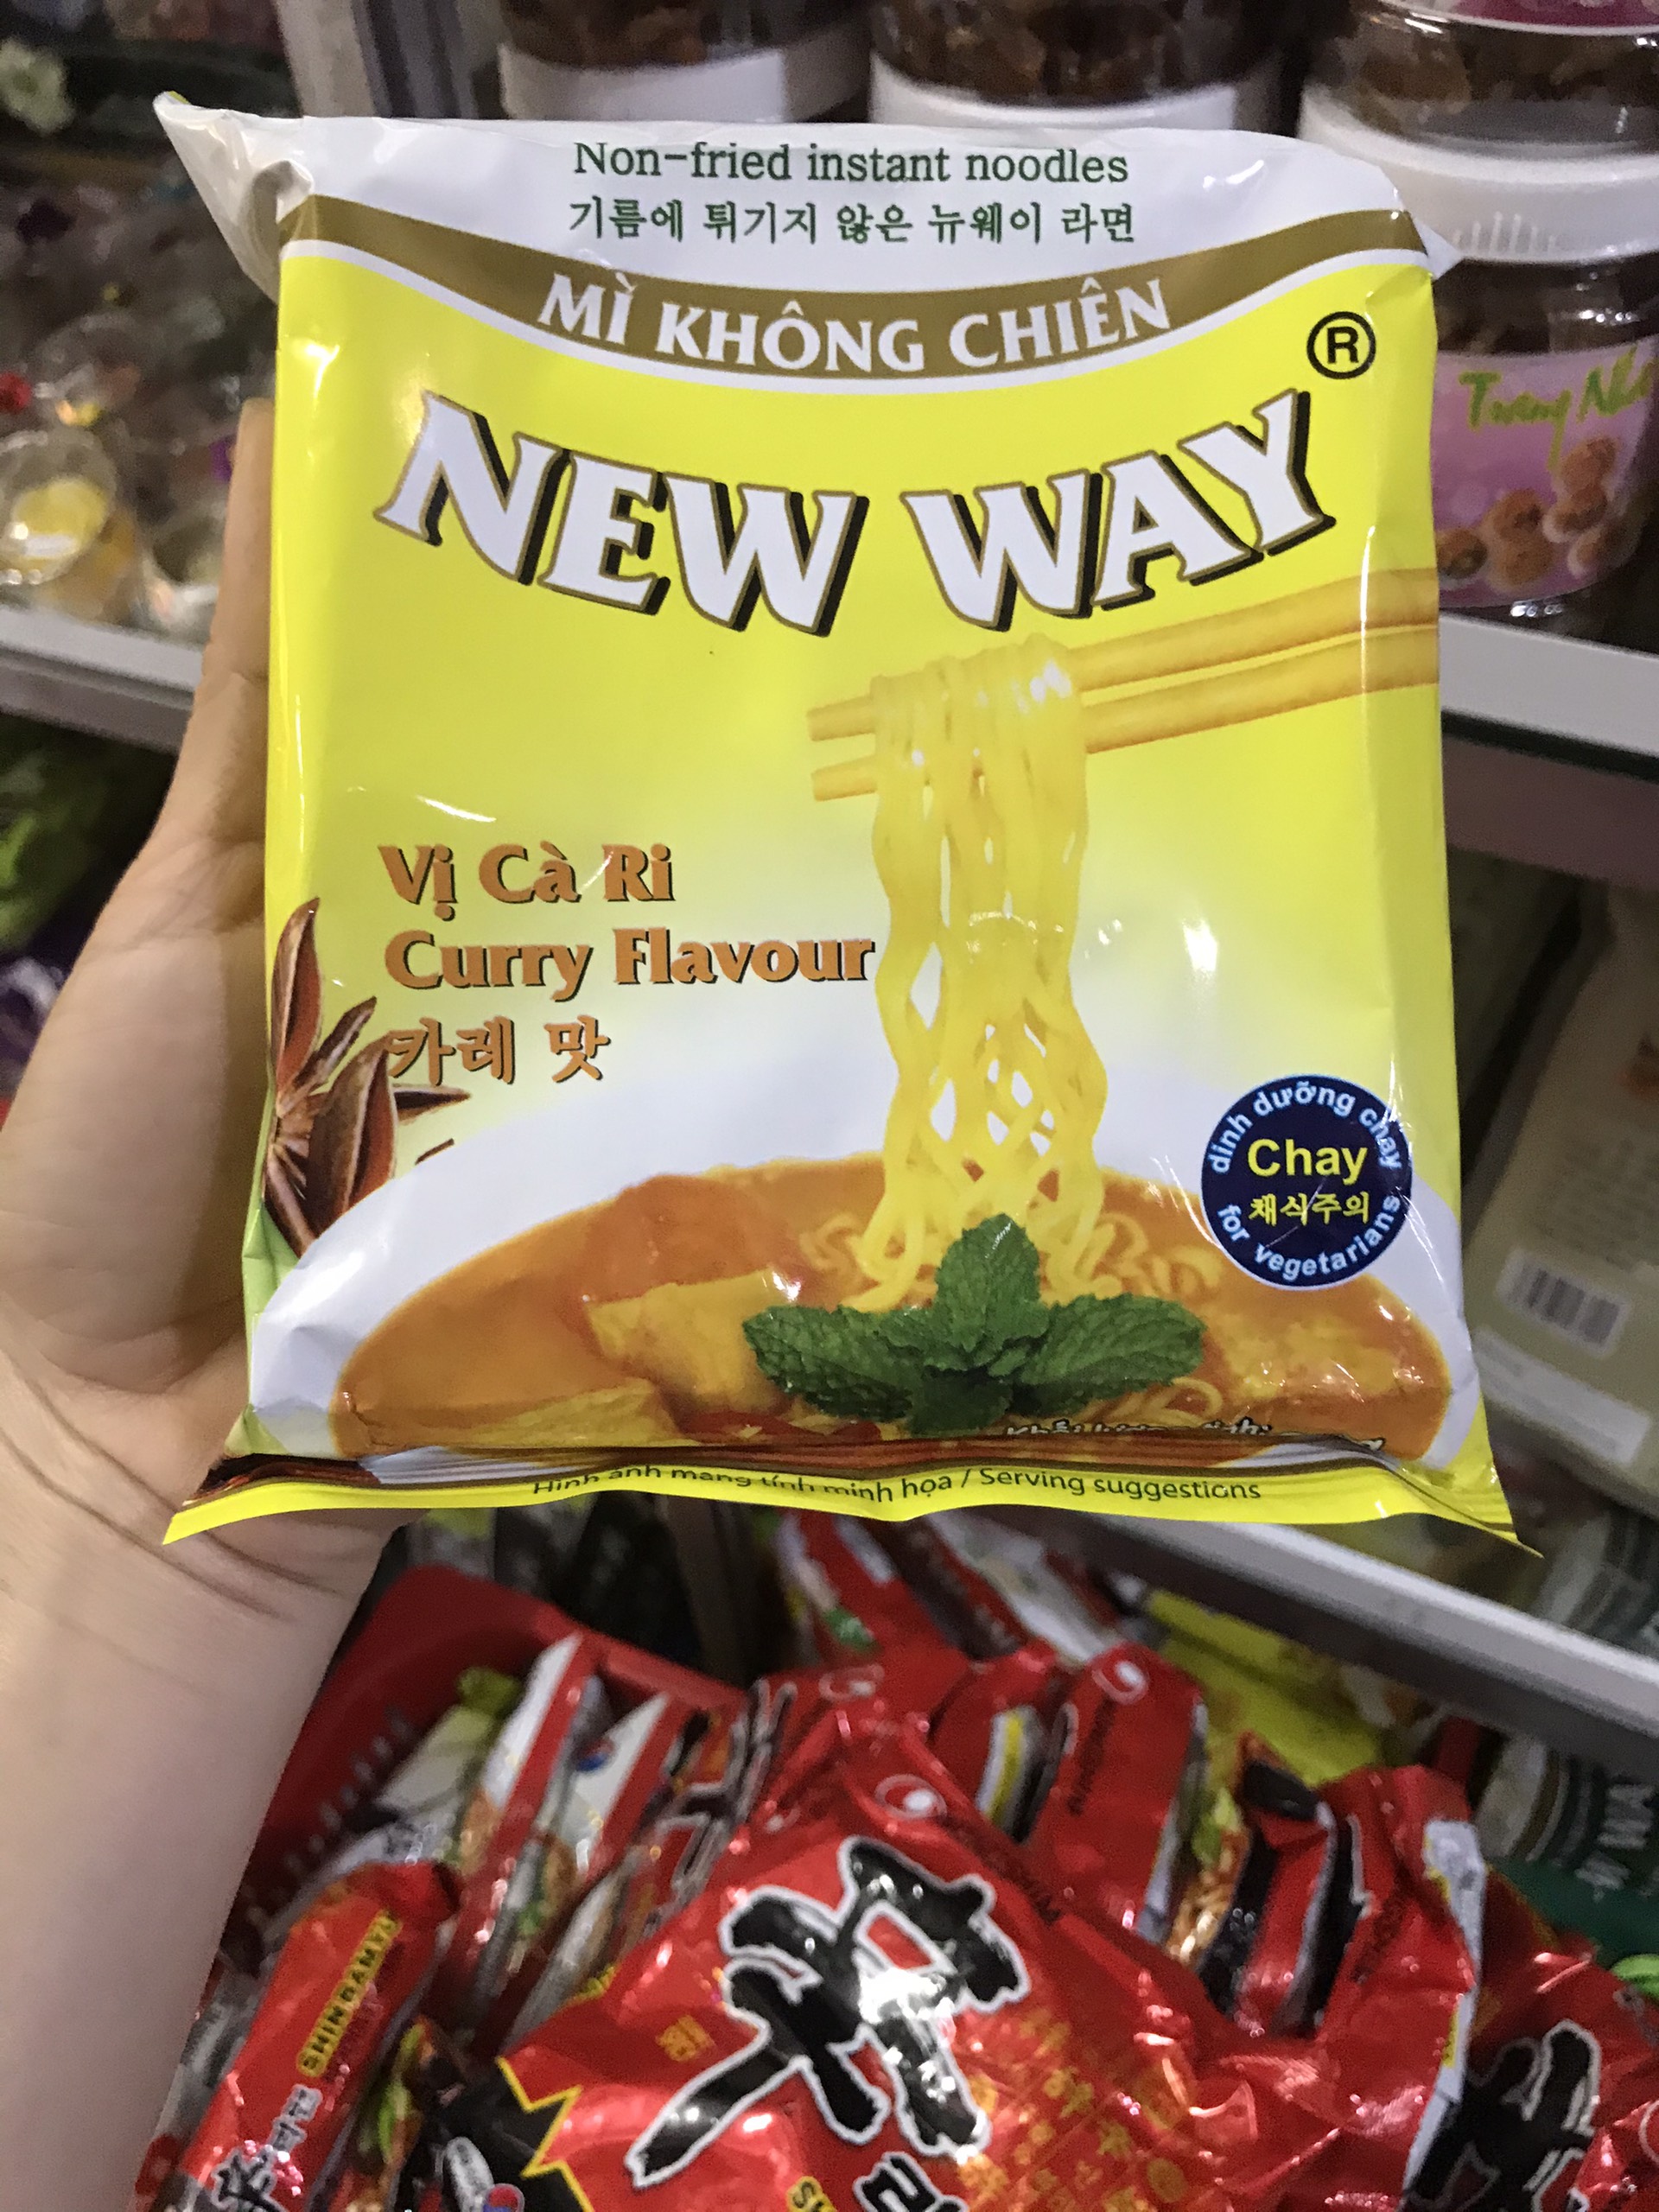 Non-fried instant noodles
기름에 튀기지 않은 뉴웨이 라면
MÌ KHÔNG CHIÊN
NEW WAY®
Vị Cà Ri
Curry Flavour
카레 맛
dinh dưỡng chay
Chay
채식주의
for vegetarians
Hình ảnh mang tính minh họa / Serving suggestions
SHINRAMYUN
NONGSHIM
辛